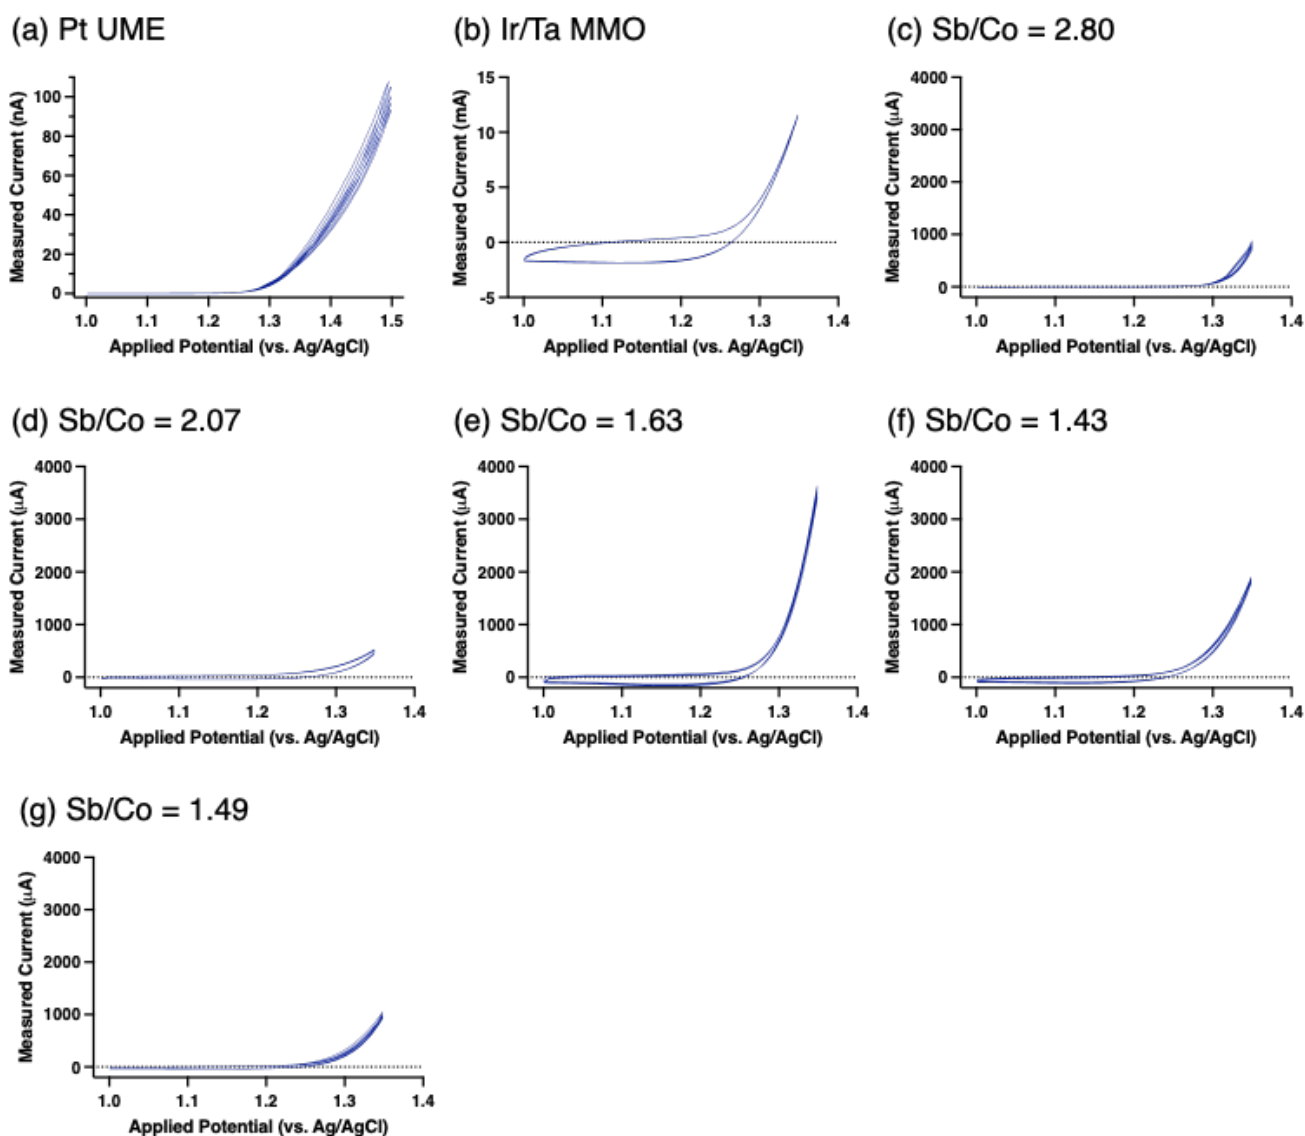 (a) Pt UME
Measured Current (nA)
100
80
60
40
20
0
1.0 1.1 1.2 1.3 1.4 1.5
Applied Potential (vs. Ag/AgCl)
(b) Ir/Ta MMO
Measured Current (mA)
15
10
5
0
-5
1.0 1.1 1.2 1.3 1.4
Applied Potential (vs. Ag/AgCl)
(c) Sb/Co = 2.80
Measured Current (μA)
4000
3000
2000
1000
0
1.0 1.1 1.2 1.3 1.4
Applied Potential (vs. Ag/AgCl)
(d) Sb/Co = 2.07
Measured Current (μA)
4000
3000
2000
1000
0
1.0 1.1 1.2 1.3 1.4
Applied Potential (vs. Ag/AgCl)
(e) Sb/Co = 1.63
Measured Current (μA)
4000
3000
2000
1000
0
1.0 1.1 1.2 1.3 1.4
Applied Potential (vs. Ag/AgCl)
(f) Sb/Co = 1.43
Measured Current (μA)
4000
3000
2000
1000
0
1.0 1.1 1.2 1.3 1.4
Applied Potential (vs. Ag/AgCl)
(g) Sb/Co = 1.49
Measured Current (μA)
4000
3000
2000
1000
0
1.0 1.1 1.2 1.3 1.4
Applied Potential (vs. Ag/AgCl)